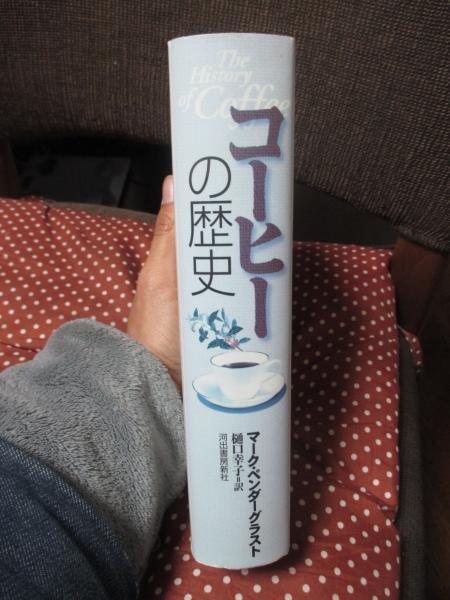 The
History
of Coffee
コーヒー
の歴史
マーク・ペンダーグラスト
樋口幸子=訳
河出書房新社